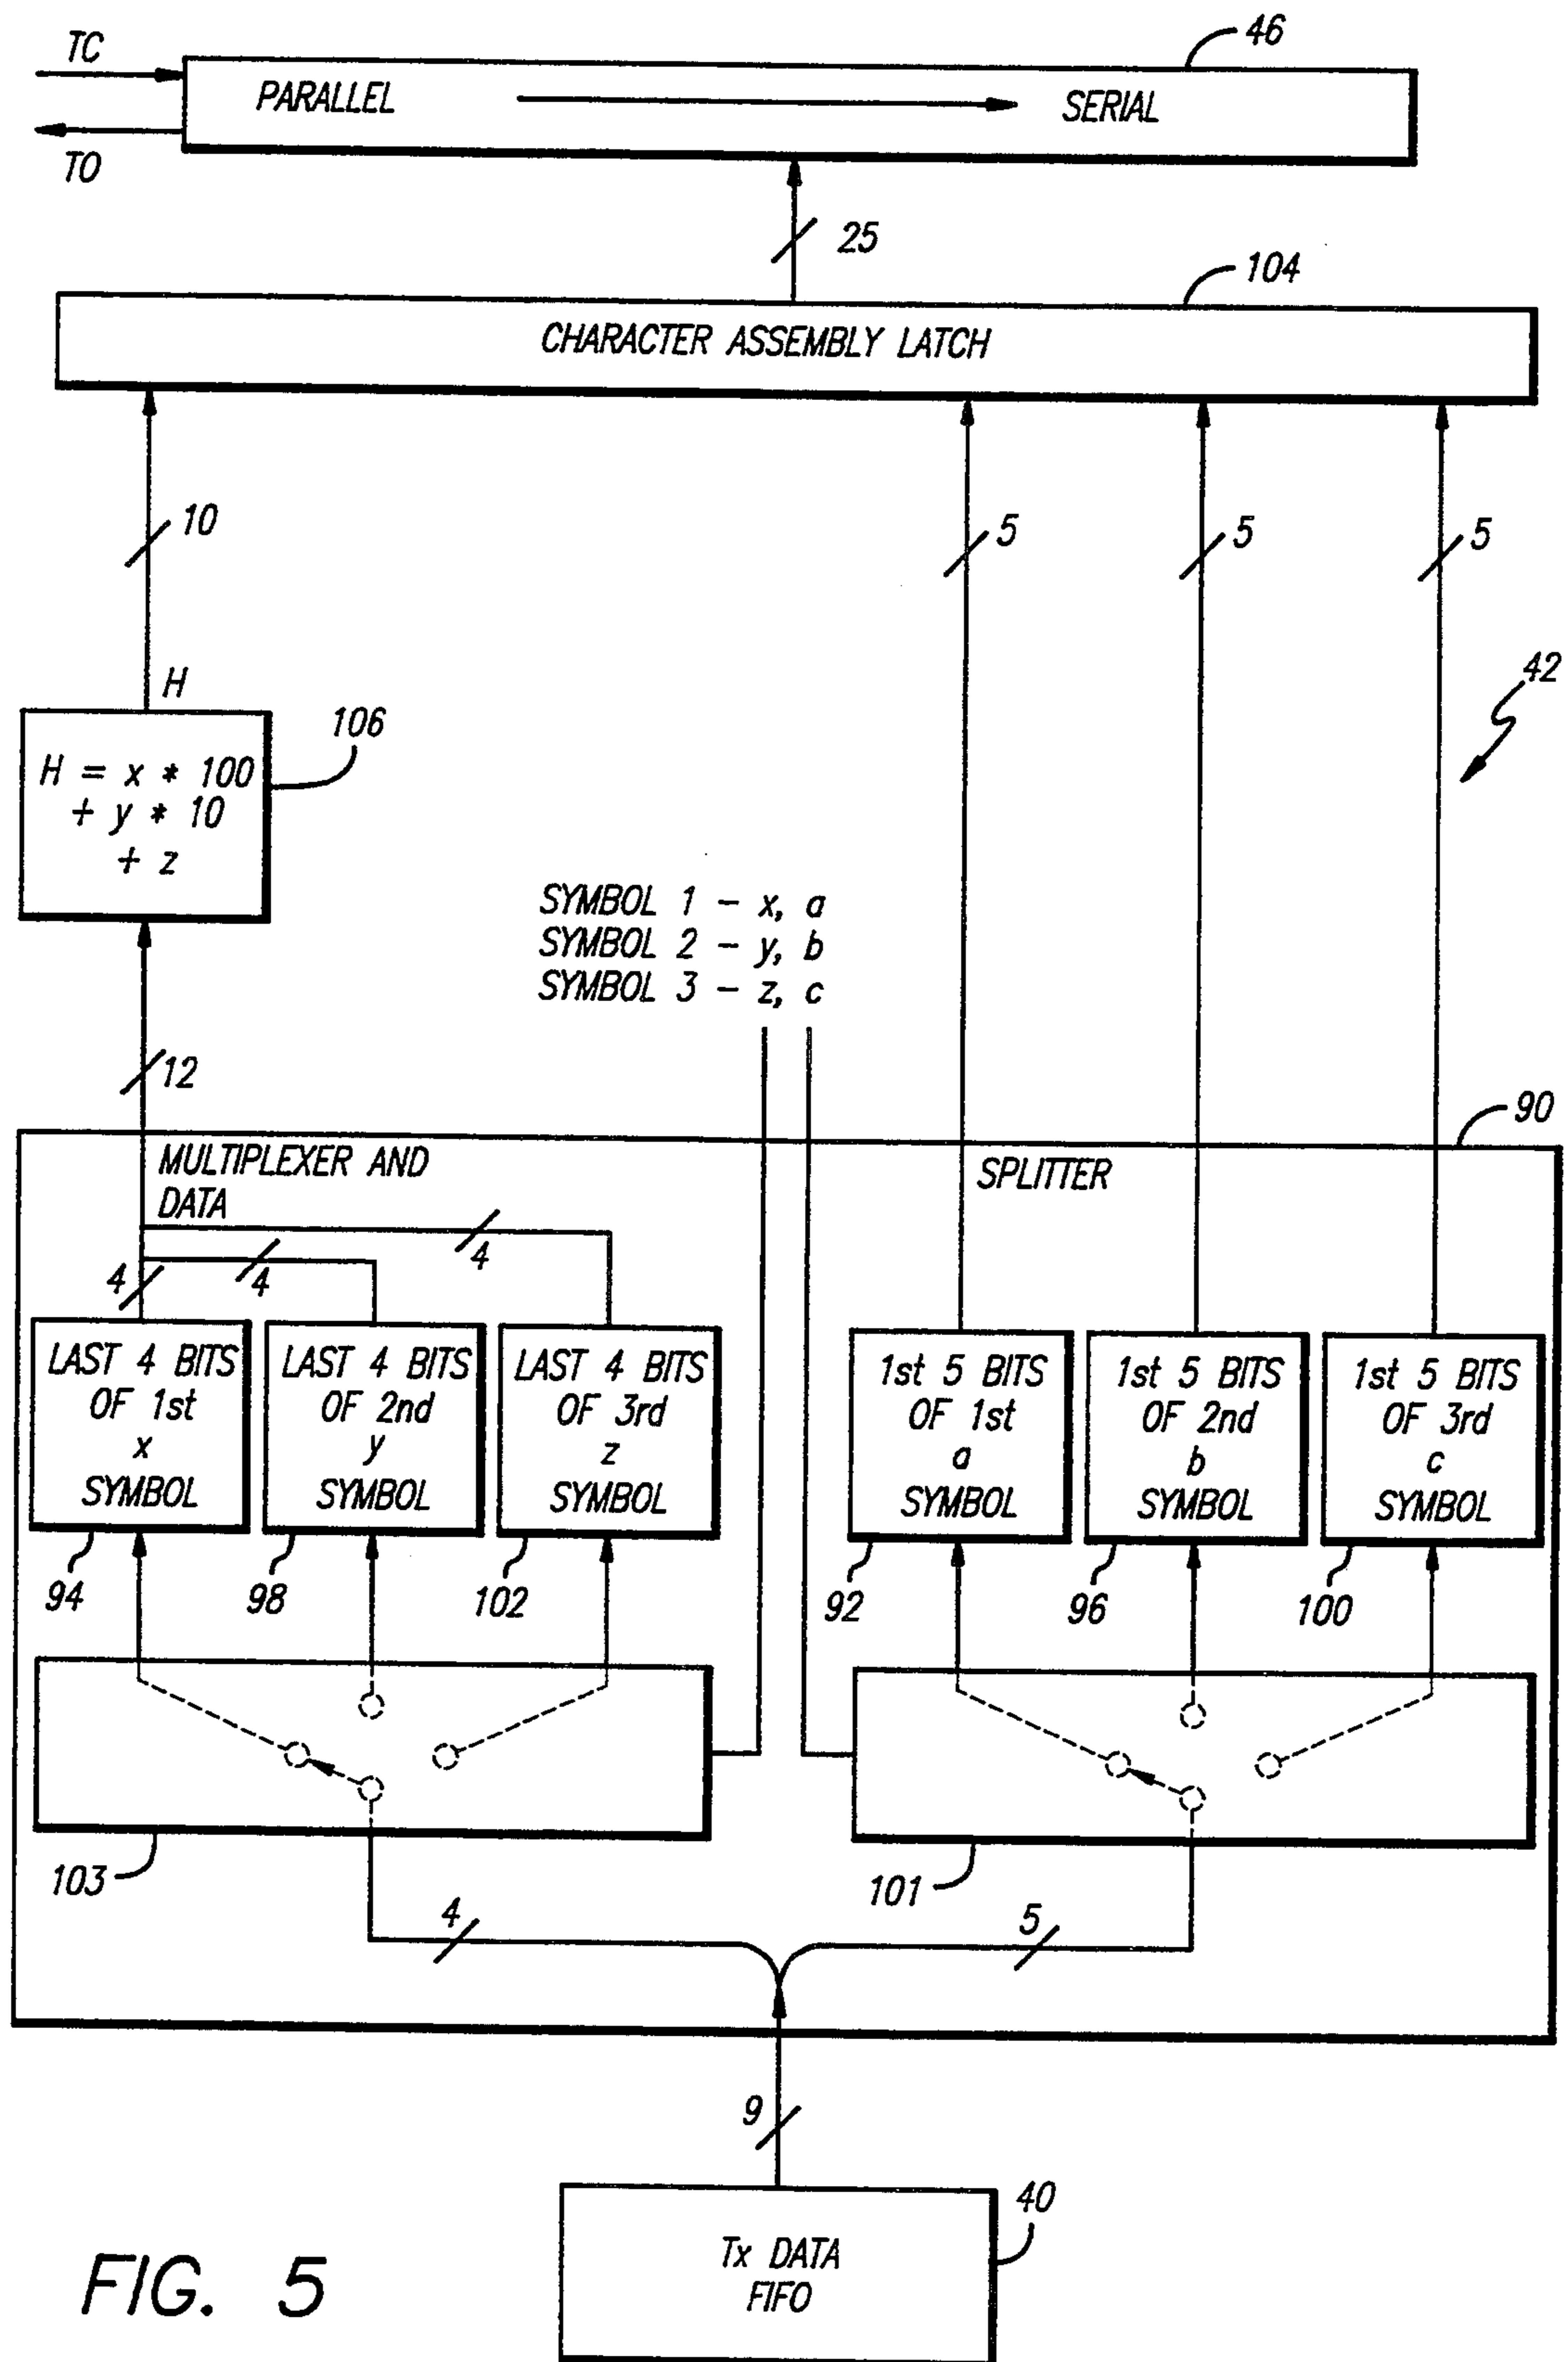 TC
46
PARALLEL
SERIAL
TO
25
104
CHARACTER ASSEMBLY LATCH
10
5
5
5
H
42
106
H = x * 100
+ y * 10
+ z
SYMBOL 1 - x, a
SYMBOL 2 - y, b
SYMBOL 3 - z, c
12
90
MULTIPLEXER AND
DATA
SPLITTER
4
4
4
LAST 4 BITS
OF 1st
x
SYMBOL
LAST 4 BITS
OF 2nd
y
SYMBOL
LAST 4 BITS
OF 3rd
z
SYMBOL
1st 5 BITS
OF 1st
a
SYMBOL
1st 5 BITS
OF 2nd
b
SYMBOL
1st 5 BITS
OF 3rd
c
SYMBOL
94
98
102
92
96
100
103
101
4
5
9
40
Tx DATA
FIFO
FIG. 5